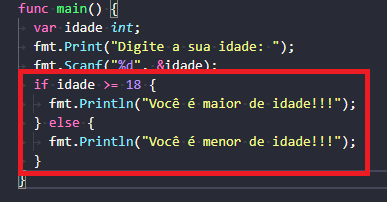 func main() {
var idade int;
fmt.Print("Digite a sua idade: ");
fmt.Scanf("%d", &idade);
if idade >= 18 {
fmt.Println("Você é maior de idade!!!");
} else {
fmt.Println("Você é menor de idade!!!");
}
}